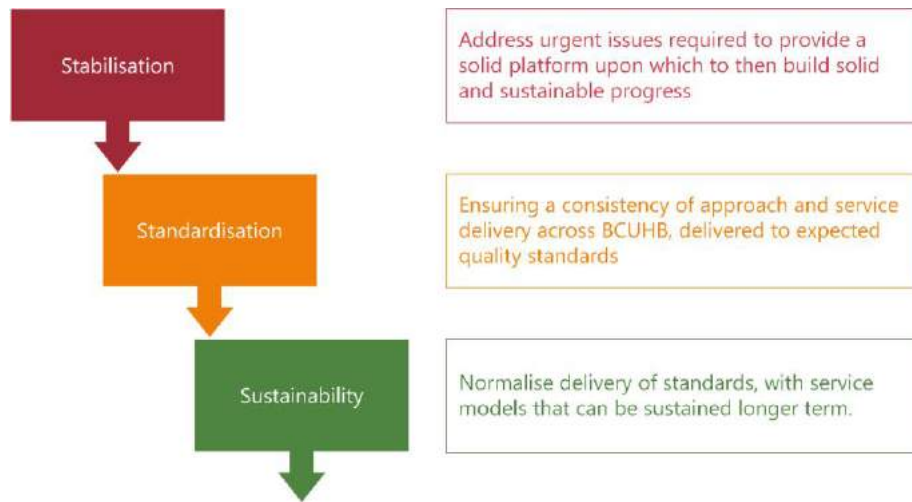 Stabilisation
Address urgent issues required to provide a
solid platform upon which to then build solid
and sustainable progress
Standardisation
Ensuring a consistency of approach and service
delivery across BCUHB, delivered to expected
quality standards
Sustainability
Normalise delivery of standards, with service
models that can be sustained longer term.